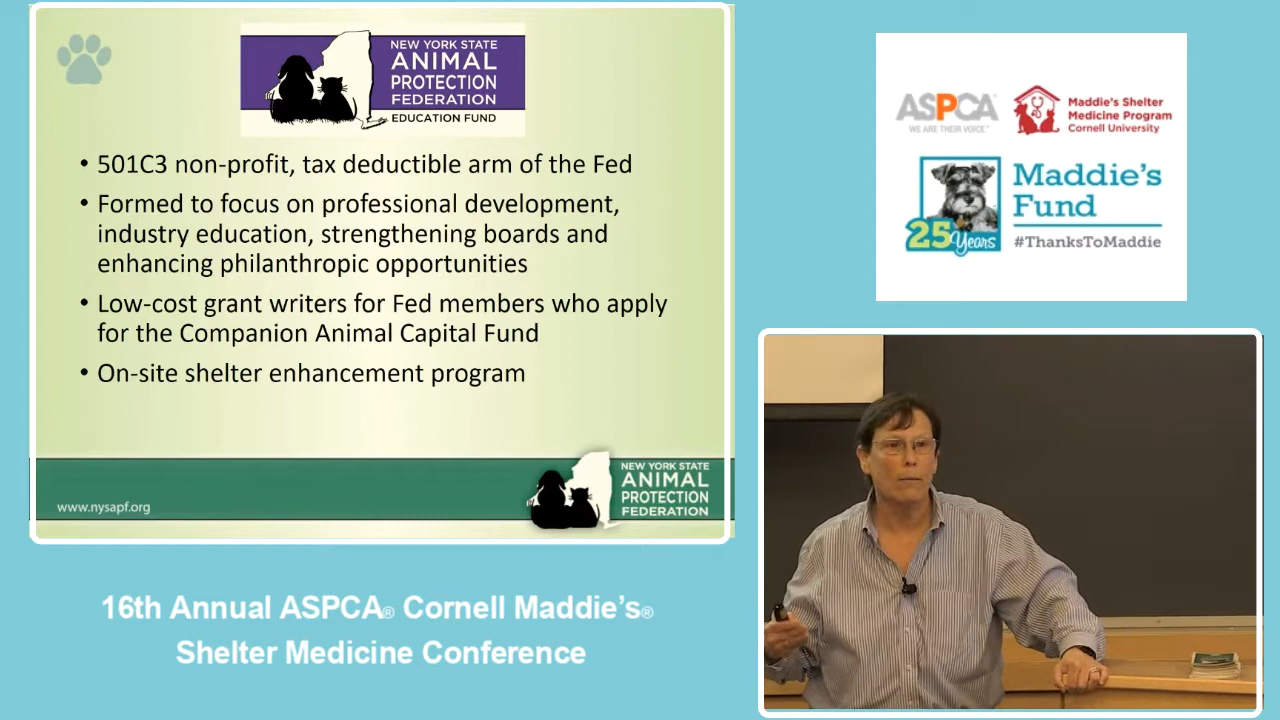 NEW YORK STATE
ANIMAL
PROTECTION
FEDERATION
EDUCATION FUND
• 501C3 non-profit, tax deductible arm of the Fed
• Formed to focus on professional development,
industry education, strengthening boards and
enhancing philanthropic opportunities
• Low-cost grant writers for Fed members who apply
for the Companion Animal Capital Fund
• On-site shelter enhancement program
www.nysapf.org
NEW YORK STATE
ANIMAL
PROTECTION
FEDERATION
ASPCA
WE ARE THEIR VOICE™
Maddie's Shelter
Medicine Program
Cornell University
Maddie's
Fund
25 Years
#ThanksToMaddie
16th Annual ASPCA® Cornell Maddie's®
Shelter Medicine Conference